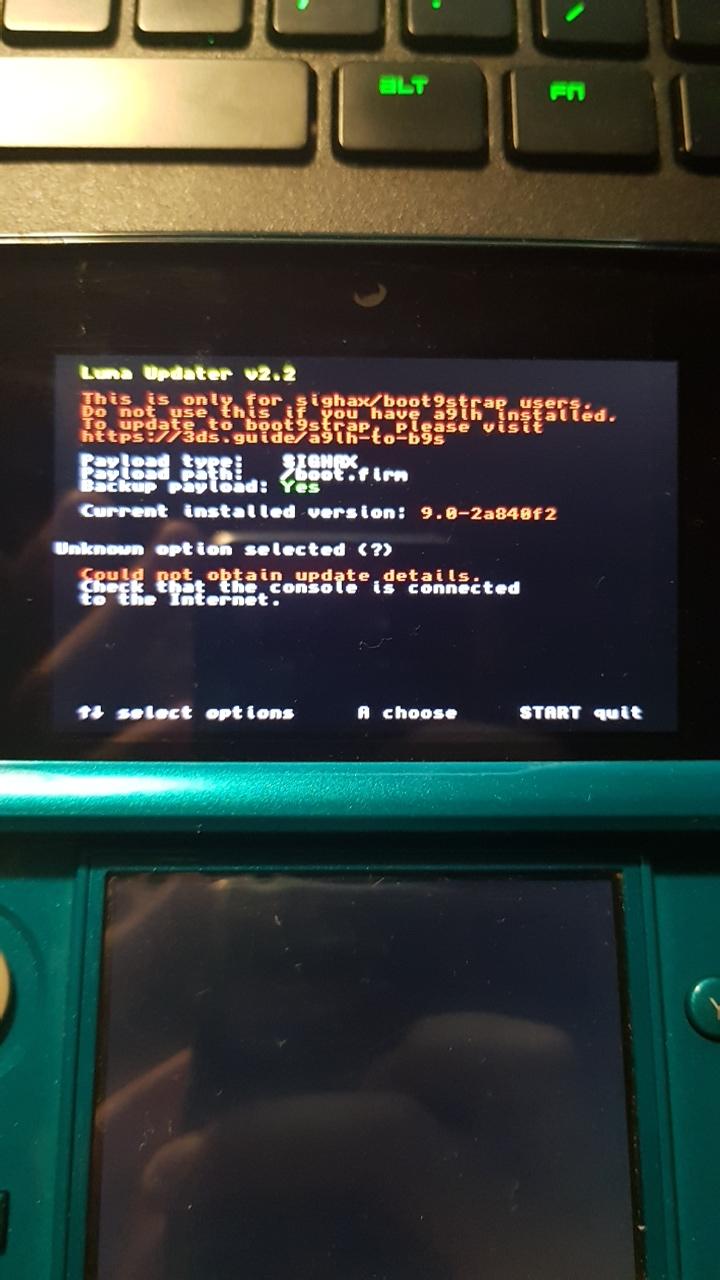 ALT
FN
Luma Updater v2.2
This is only for sighax/boot9strap users.
Do not use this if you have a9lh installed.
To update to boot9strap, please visit
https://3ds.guide/a9lh-to-b9s
Payload type: SIGHAX
Payload path: /boot.firm
Backup payload: Yes
Current installed version: 9.0-2a840f2
Unknown option selected (?)
Could not obtain update details.
Check that the console is connected
to the Internet.
↑↓ select options A choose START quit
Y